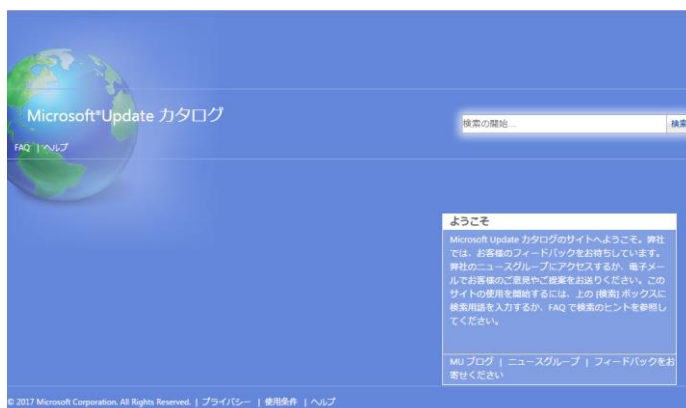 Microsoft®Update カタログ
検索の開始...
検索
FAQ | ヘルプ
ようこそ
Microsoft Update カタログのサイトへようこそ。弊社
では、お客様のフィードバックをお待ちしています。
弊社のニュースグループにアクセスするか、電子メー
ルでお客様のご意見やご提案をお送りください。この
サイトの使用を開始するには、上の [検索] ボックスに
検索用語を入力するか、FAQ で検索のヒントを参照し
てください。
MU ブログ | ニュースグループ | フィードバックをお
寄せください
© 2017 Microsoft Corporation. All Rights Reserved. | プライバシー | 使用条件 | ヘルプ